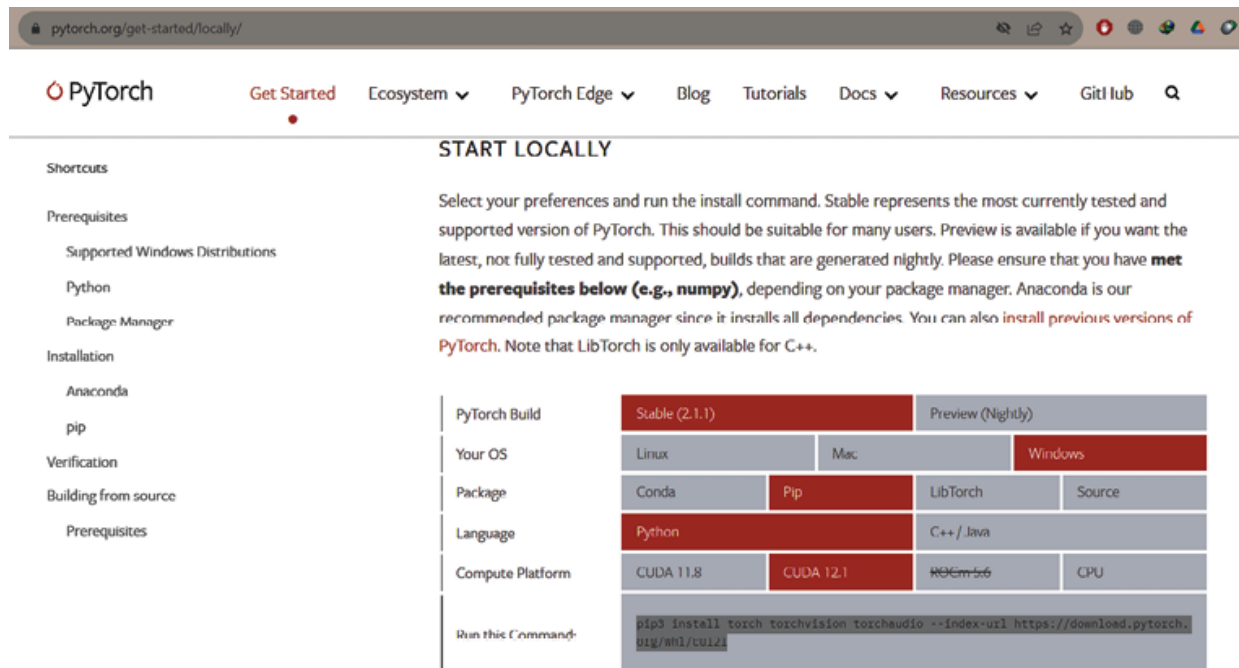 pytorch.org/get-started/locally/
PyTorch
Get Started
Ecosystem
PyTorch Edge
Blog
Tutorials
Docs
Resources
GitHub
Shortcuts
Prerequisites
Supported Windows Distributions
Python
Package Manager
Installation
Anaconda
pip
Verification
Building from source
Prerequisites
START LOCALLY
Select your preferences and run the install command. Stable represents the most currently tested and
supported version of PyTorch. This should be suitable for many users. Preview is available if you want the
latest, not fully tested and supported, builds that are generated nightly. Please ensure that you have met
the prerequisites below (e.g., numpy), depending on your package manager. Anaconda is our
recommended package manager since it installs all dependencies. You can also install previous versions of
PyTorch. Note that LibTorch is only available for C++.
PyTorch Build
Stable (2.1.1)
Preview (Nightly)
Your OS
Linux
Mac
Windows
Package
Conda
Pip
LibTorch
Source
Language
Python
C++ / Java
Compute Platform
CUDA 11.8
CUDA 12.1
ROCm 5.6
CPU
Run this Command:
pip3 install torch torchvision torchaudio --index-url https://download.pytorch.
org/whl/cu121